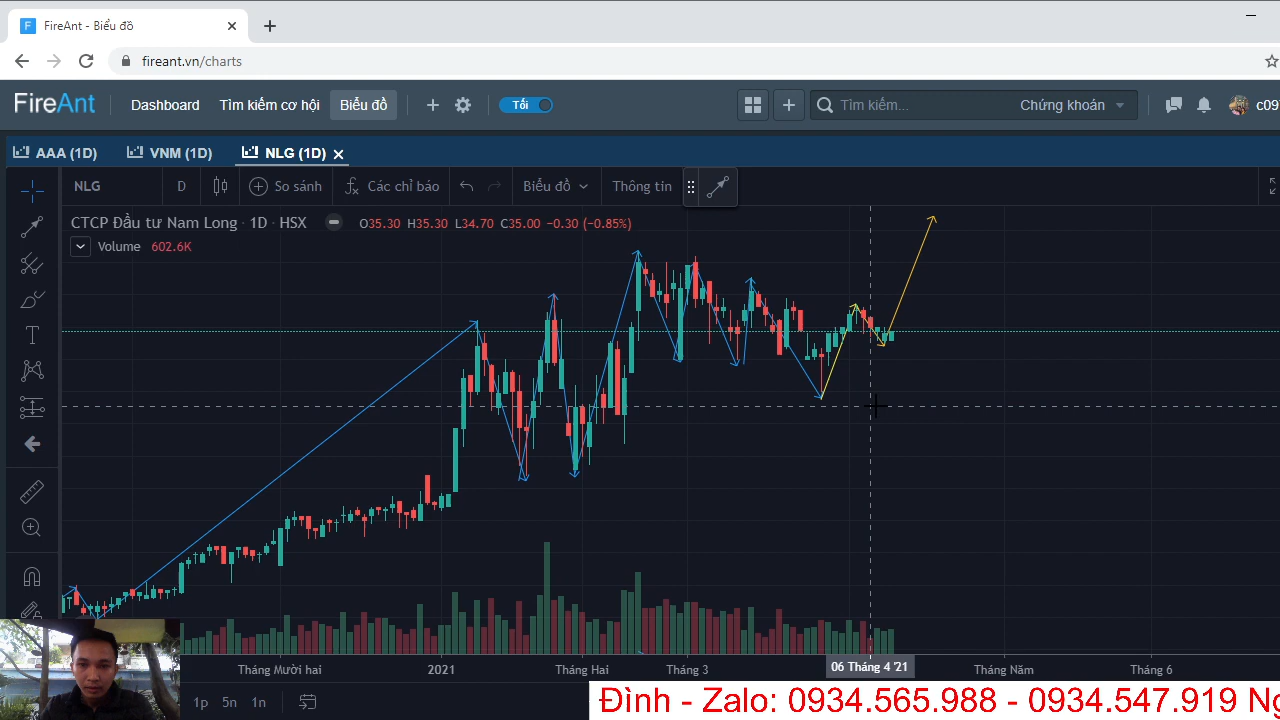 FireAnt - Biểu đồ
fireant.vn/charts
FireAnt Dashboard Tìm kiếm cơ hội Biểu đồ Tối Tìm kiếm... Chứng khoán c09
AAA (1D) VNM (1D) NLG (1D)
NLG D So sánh Các chỉ báo Biểu đồ Thông tin
CTCP Đầu tư Nam Long · 1D · HSX O35.30 H35.30 L34.70 C35.00 -0.30 (-0.85%)
Volume 602.6K
Tháng Mười hai 2021 Tháng Hai Tháng 3 06 Tháng 4 '21 Tháng Năm Tháng 6
1p 5n 1n
Đình - Zalo: 0934.565.988 - 0934.547.919 Ng